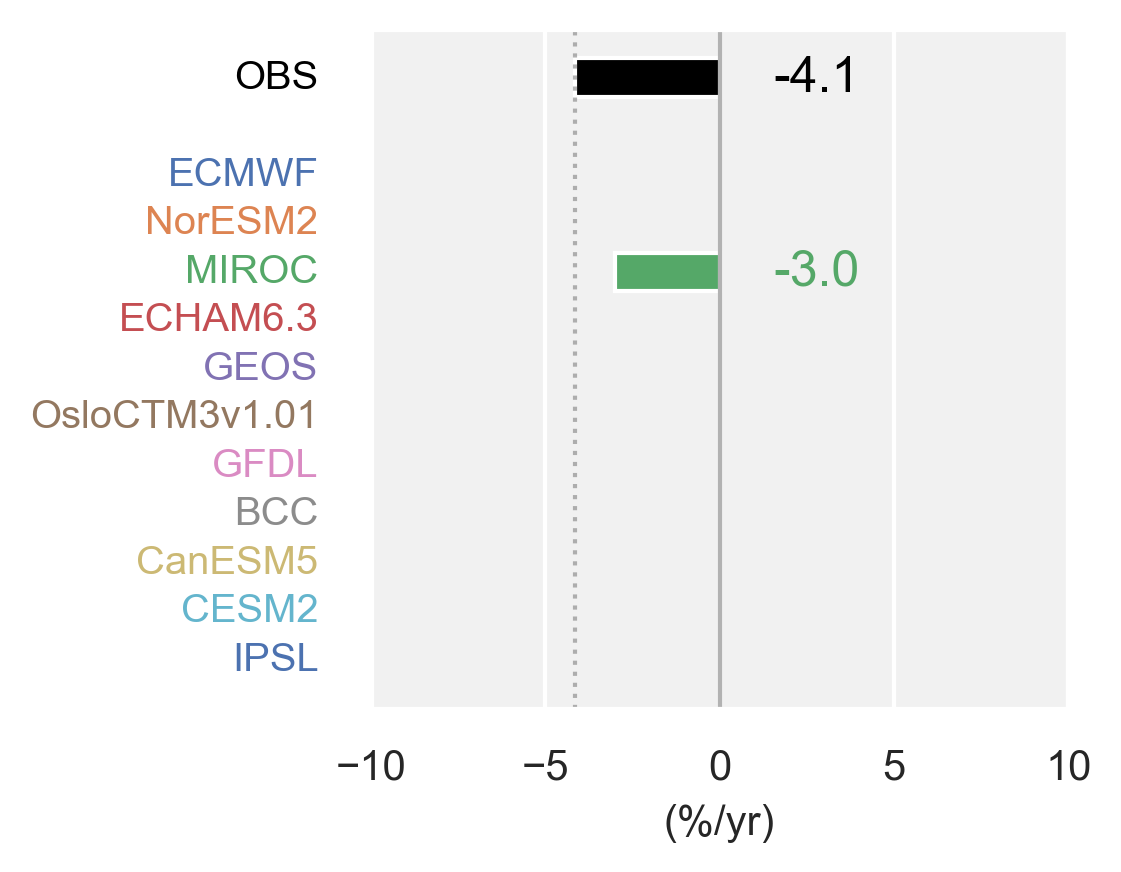 OBS -4.1
ECMWF
NorESM2
MIROC -3.0
ECHAM6.3
GEOS
OsloCTM3v1.01
GFDL
BCC
CanESM5
CESM2
IPSL
−10 −5 0 5 10
(%/yr)